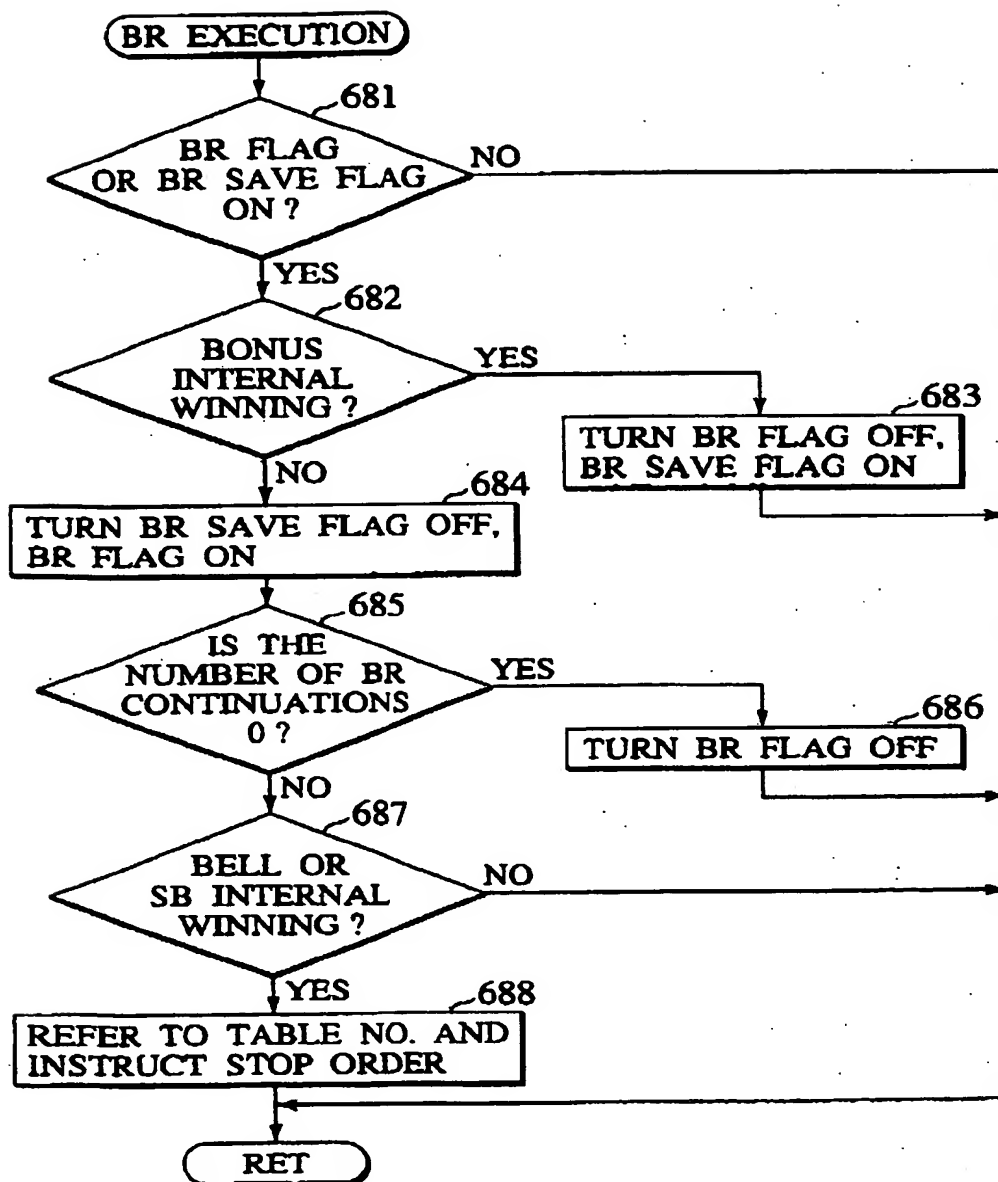 BR EXECUTION
681
BR FLAG
OR BR SAVE FLAG
ON ?
NO
YES
682
BONUS
INTERNAL
WINNING ?
YES
683
TURN BR FLAG OFF,
BR SAVE FLAG ON
NO
684
TURN BR SAVE FLAG OFF,
BR FLAG ON
685
IS THE
NUMBER OF BR
CONTINUATIONS
0 ?
YES
686
TURN BR FLAG OFF
NO
687
BELL OR
SB INTERNAL
WINNING ?
NO
YES
688
REFER TO TABLE NO. AND
INSTRUCT STOP ORDER
RET